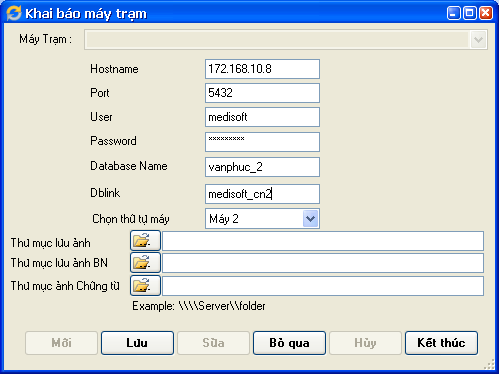 Khai báo máy trạm
Máy Trạm :
Hostname 172.168.10.8
Port 5432
User medisoft
Password *********
Database Name vanphuc_2
Dblink medisoft_cn2
Chọn thứ tự máy Máy 2
Thư mục lưu ảnh
Thư mục lưu ảnh BN
Thư mục ảnh Chứng từ
Example: \\\\Server\\folder
Mới Lưu Sữa Bỏ qua Hủy Kết thúc